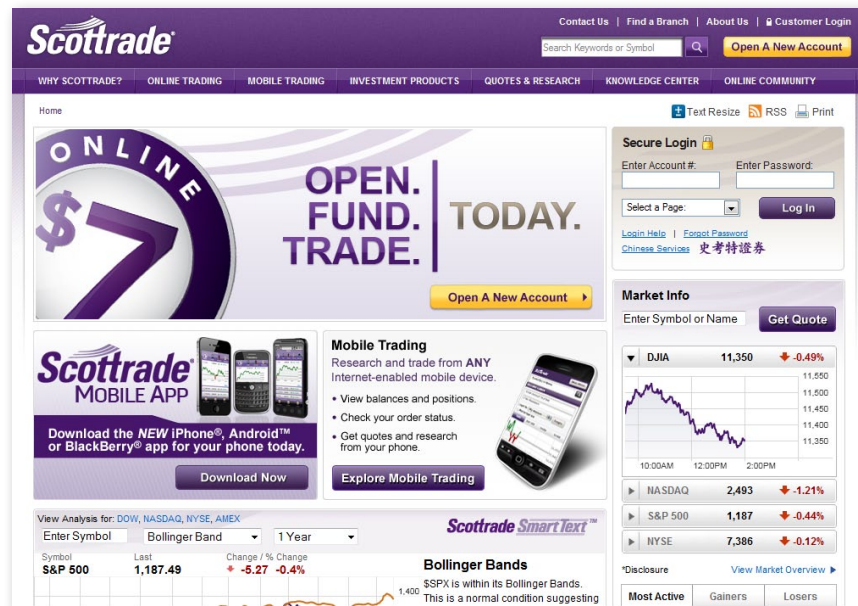 Contact Us | Find a Branch | About Us | Customer Login
Scottrade®
Search Keywords or Symbol
Open A New Account
WHY SCOTTRADE? ONLINE TRADING MOBILE TRADING INVESTMENT PRODUCTS QUOTES & RESEARCH KNOWLEDGE CENTER ONLINE COMMUNITY
Home
Text Resize RSS Print
ONLINE
$7
OPEN.
FUND.
TRADE.
TODAY.
Open A New Account
Secure Login
Enter Account #: Enter Password:
Select a Page:
Log In
Login Help | Forgot Password
Chinese Services 史考特證券
Scottrade®
MOBILE APP
Download the NEW iPhone®, Android™
or BlackBerry® app for your phone today.
Download Now
Mobile Trading
Research and trade from ANY
Internet-enabled mobile device.
• View balances and positions.
• Check your order status.
• Get quotes and research
from your phone.
Explore Mobile Trading
Market Info
Enter Symbol or Name
Get Quote
DJIA 11,350 -0.49%
11,550
11,500
11,450
11,400
11,350
10:00AM 12:00PM 2:00PM
NASDAQ 2,493 -1.21%
S&P 500 1,187 -0.44%
NYSE 7,386 -0.12%
*Disclosure View Market Overview
Most Active Gainers Losers
View Analysis for: DOW, NASDAQ, NYSE, AMEX
Enter Symbol Bollinger Band 1 Year
Scottrade SmartText™
Symbol Last Change / % Change
S&P 500 1,187.49 -5.27 -0.4%
1,400
Bollinger Bands
$SPX is within its Bollinger Bands.
This is a normal condition suggesting